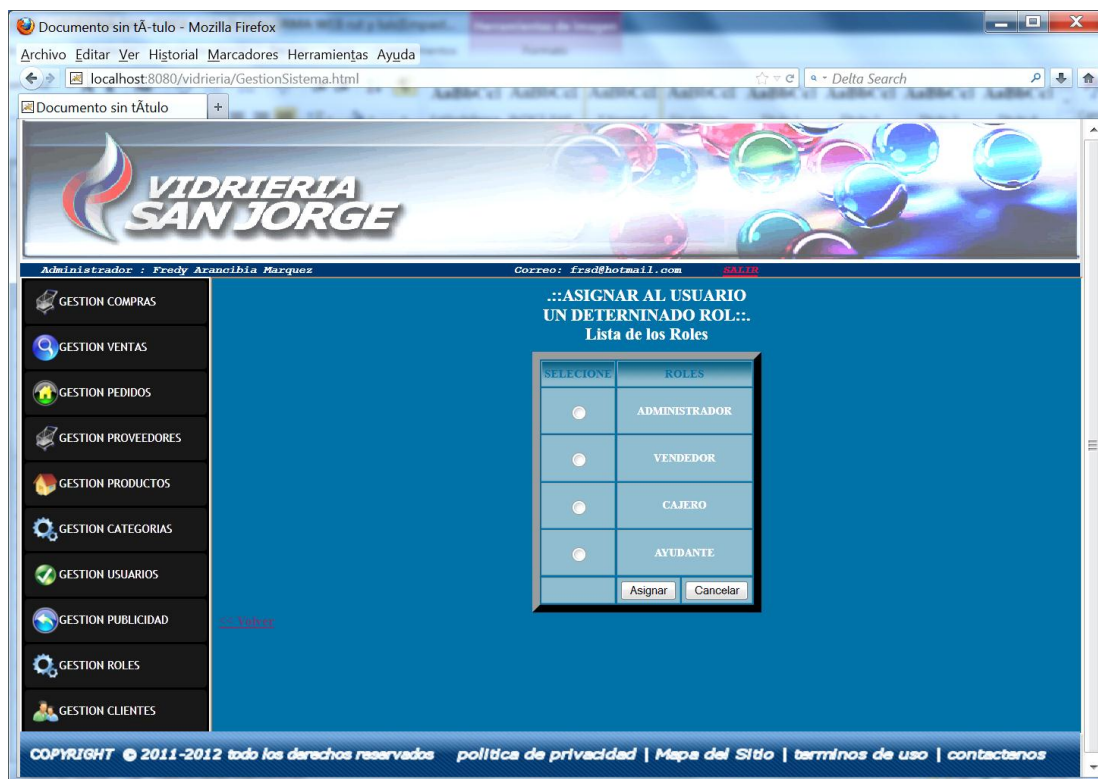 Documento sin tÃ-tulo - Mozilla Firefox
Archivo Editar Ver Historial Marcadores Herramientas Ayuda
localhost:8080/vidrieria/GestionSistema.html
Delta Search
Documento sin tÃtulo
VIDRIERIA
SAN JORGE
Administrador : Fredy Arancibia Marquez Correo: frsd@hotmail.com SALIR
GESTION COMPRAS
GESTION VENTAS
GESTION PEDIDOS
GESTION PROVEEDORES
GESTION PRODUCTOS
GESTION CATEGORIAS
GESTION USUARIOS
GESTION PUBLICIDAD
GESTION ROLES
GESTION CLIENTES
.::ASIGNAR AL USUARIO
UN DETERNINADO ROL::.
Lista de los Roles
SELECIONE ROLES
ADMINISTRADOR
VENDEDOR
CAJERO
AYUDANTE
Asignar Cancelar
<< Volver
COPYRIGHT © 2011-2012 todo los derechos reservados politica de privacidad | Mapa del Sitio | terminos de uso | contactanos